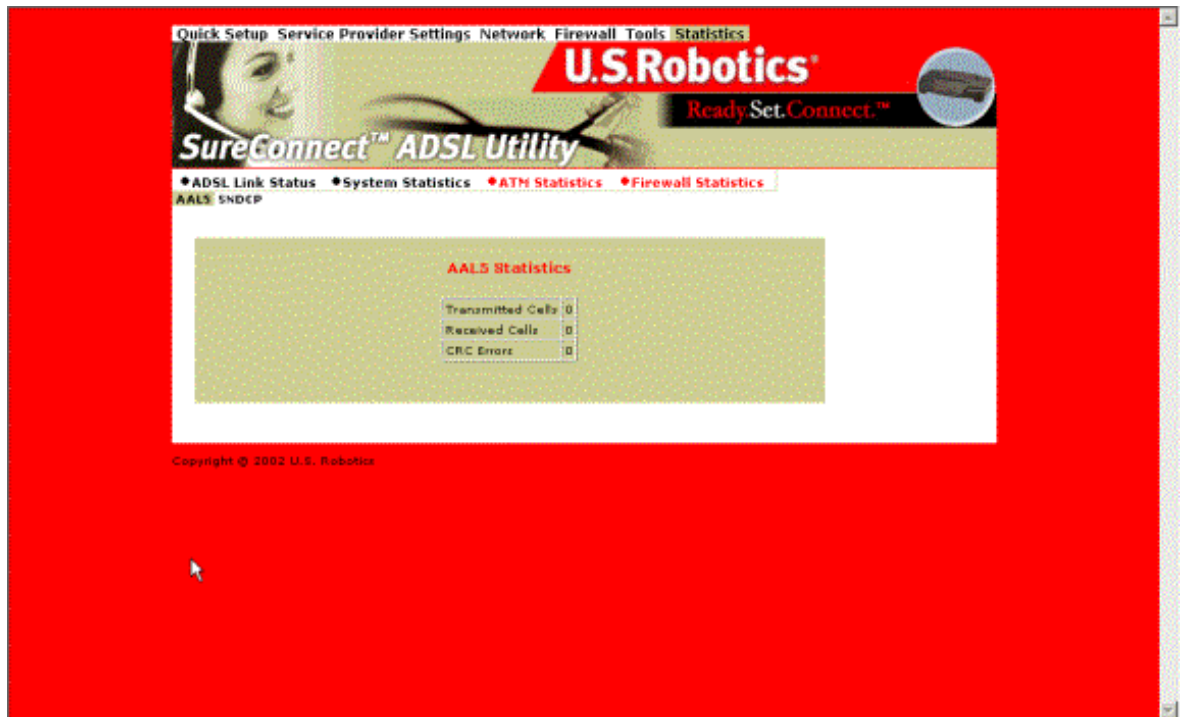 Quick Setup Service Provider Settings Network Firewall Tools Statistics
U.S.Robotics®
Ready.Set.Connect.™
SureConnect™ ADSL Utility
ADSL Link Status System Statistics ATM Statistics Firewall Statistics
AAL5 SNDCP
AAL5 Statistics
Transmitted Cells 0
Received Cells 0
CRC Errors 0
Copyright © 2002 U.S. Robotics